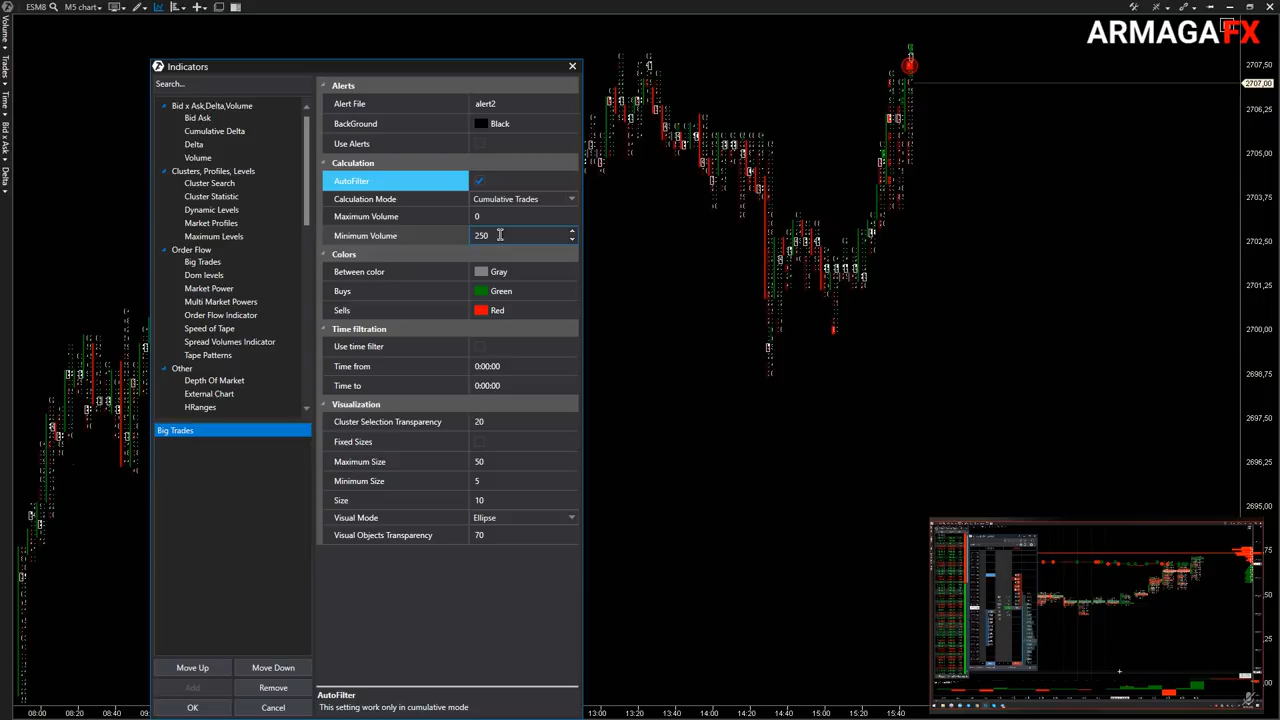 ESM8
M5 chart
ARMAGAFX
Volume
Trades
Time
Bid x Ask
Delta
Indicators
Search...
Bid x Ask,Delta,Volume
Bid Ask
Cumulative Delta
Delta
Volume
Clusters, Profiles, Levels
Cluster Search
Cluster Statistic
Dynamic Levels
Market Profiles
Maximum Levels
Order Flow
Big Trades
Dom levels
Market Power
Multi Market Powers
Order Flow Indicator
Speed of Tape
Spread Volumes Indicator
Tape Patterns
Other
Depth Of Market
External Chart
HRanges
Big Trades
Move Up
Move Down
Add
Remove
OK
Cancel
Alerts
Alert File alert2
BackGround Black
Use Alerts
Calculation
AutoFilter
Calculation Mode Cumulative Trades
Maximum Volume 0
Minimum Volume 250
Colors
Between color Gray
Buys Green
Sells Red
Time filtration
Use time filter
Time from 0:00:00
Time to 0:00:00
Visualization
Cluster Selection Transparency 20
Fixed Sizes
Maximum Size 50
Minimum Size 5
Size 10
Visual Mode Ellipse
Visual Objects Transparency 70
AutoFilter
This setting work only in cumulative mode
2707,50
2707,00
2706,25
2705,00
2703,75
2702,50
2701,25
2700,00
2698,75
2697,50
2696,25
2695,00
08:00 08:20 08:40 13:00 13:20 13:40 14:00 14:20 14:40 15:00 15:20 15:40